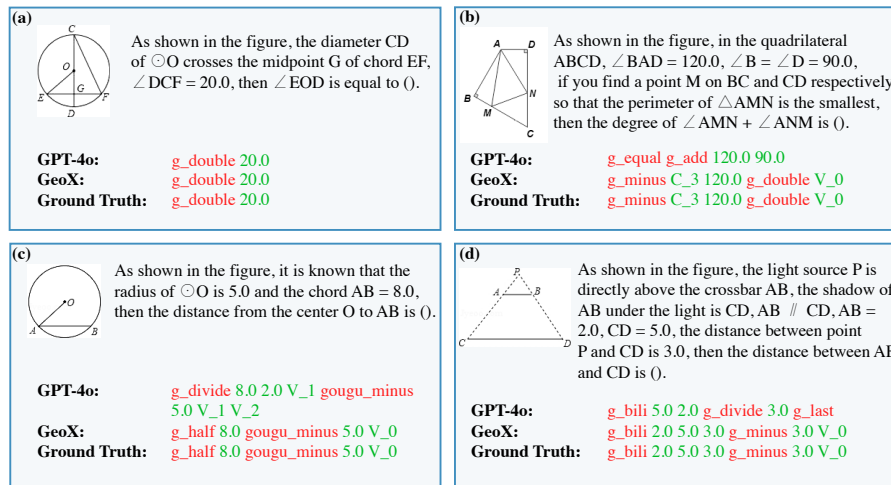 (a)
C
O
E
G
F
D
As shown in the figure, the diameter CD
of ⊙O crosses the midpoint G of chord EF,
∠DCF = 20.0, then ∠EOD is equal to ().
GPT-4o: g_double 20.0
GeoX: g_double 20.0
Ground Truth: g_double 20.0
(b)
A
D
B
N
M
C
As shown in the figure, in the quadrilateral
ABCD, ∠BAD = 120.0, ∠B = ∠D = 90.0,
if you find a point M on BC and CD respectively
so that the perimeter of △AMN is the smallest,
then the degree of ∠AMN + ∠ANM is ().
GPT-4o: g_equal g_add 120.0 90.0
GeoX: g_minus C_3 120.0 g_double V_0
Ground Truth: g_minus C_3 120.0 g_double V_0
(c)
O
A
B
As shown in the figure, it is known that the
radius of ⊙O is 5.0 and the chord AB = 8.0,
then the distance from the center O to AB is ().
GPT-4o: g_divide 8.0 2.0 V_1 gougu_minus
5.0 V_1 V_2
GeoX: g_half 8.0 gougu_minus 5.0 V_0
Ground Truth: g_half 8.0 gougu_minus 5.0 V_0
(d)
P
A
B
C
D
As shown in the figure, the light source P is
directly above the crossbar AB, the shadow of
AB under the light is CD, AB ∥ CD, AB =
2.0, CD = 5.0, the distance between point
P and CD is 3.0, then the distance between AB
and CD is ().
GPT-4o: g_bili 5.0 2.0 g_divide 3.0 g_last
GeoX: g_bili 2.0 5.0 3.0 g_minus 3.0 V_0
Ground Truth: g_bili 2.0 5.0 3.0 g_minus 3.0 V_0